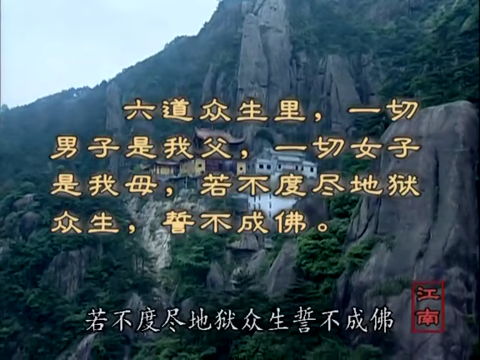 六道众生里，一切
男子是我父，一切女子
是我母，若不度尽地狱
众生，誓不成佛。
若不度尽地狱众生誓不成佛
江南